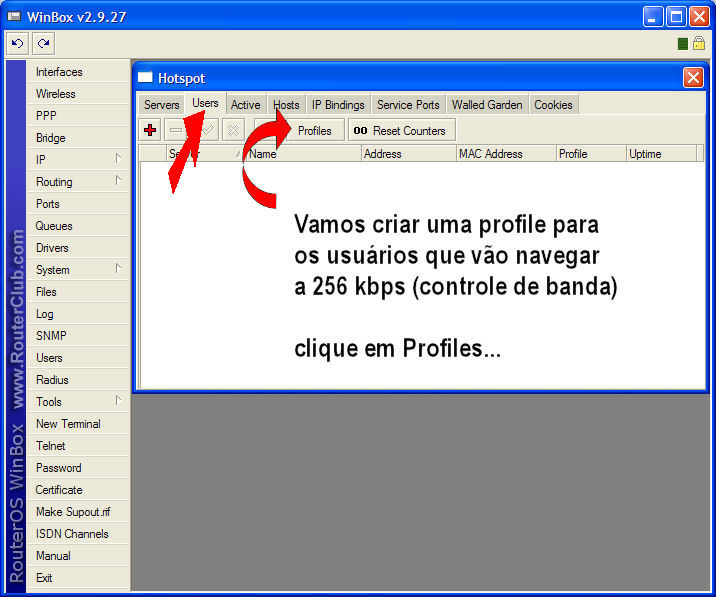 WinBox v2.9.27
Interfaces
Wireless
PPP
Bridge
IP
Routing
Ports
Queues
Drivers
System
Files
Log
SNMP
Users
Radius
Tools
New Terminal
Telnet
Password
Certificate
Make Supout.rif
ISDN Channels
Manual
Exit
RouterOS WinBox www.RouterClub.com
Hotspot
Servers Users Active Hosts IP Bindings Service Ports Walled Garden Cookies
Profiles 00 Reset Counters
Name Address MAC Address Profile Uptime
Vamos criar uma profile para
os usuários que vão navegar
a 256 kbps (controle de banda)
clique em Profiles...